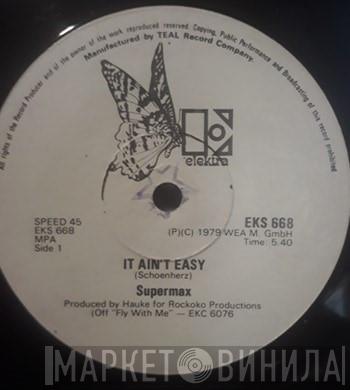 All rights of the Record Producer and of the owner of the work reproduced reserved. Copying, Public Performance and Broadcasting of this record prohibited
Manufactured by TEAL Record Company.
elektra
SPEED 45
EKS 668
MPA
Side 1
EKS 668
(P)(C) 1979 WEA M. GmbH
Time: 5.40
IT AIN'T EASY
(Schoenherz)
Supermax
Produced by Hauke for Rockoko Productions
(Off "Fly With Me" — EKC 6076)
МАРКЕТ ВИНИЛА